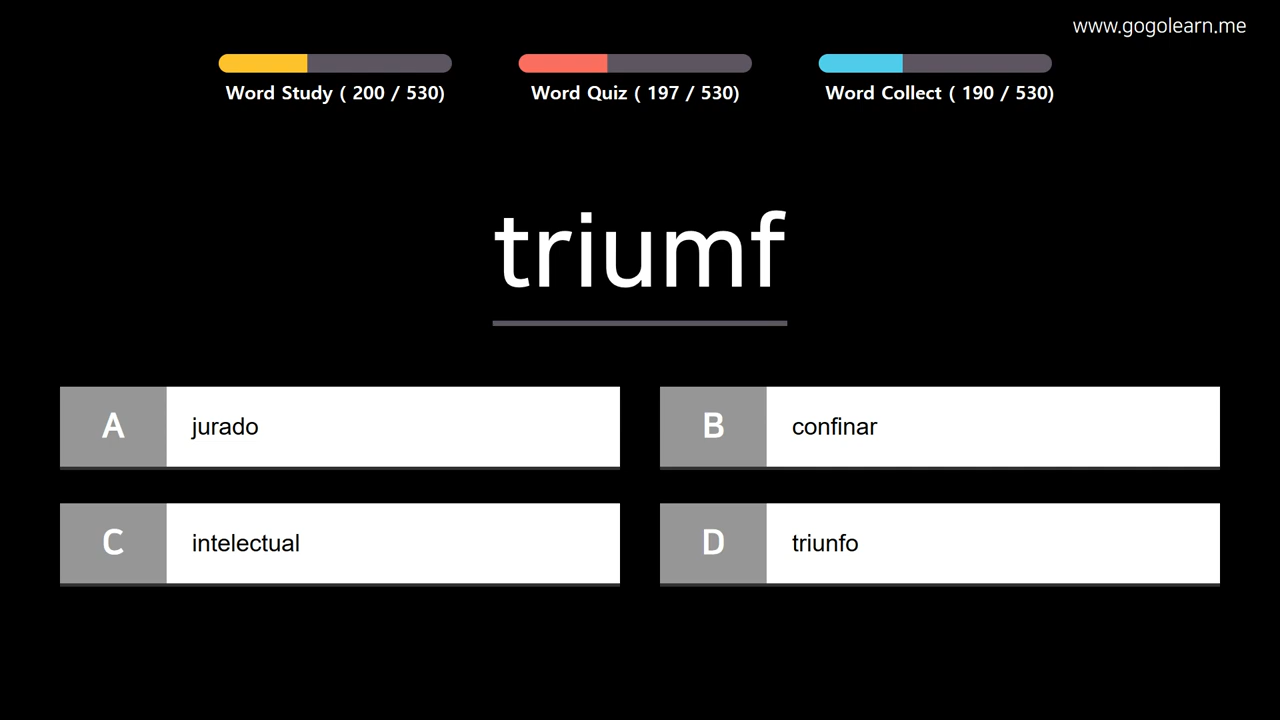 www.gogolearn.me
Word Study ( 200 / 530)
Word Quiz ( 197 / 530)
Word Collect ( 190 / 530)
triumf
A jurado
B confinar
C intelectual
D triunfo